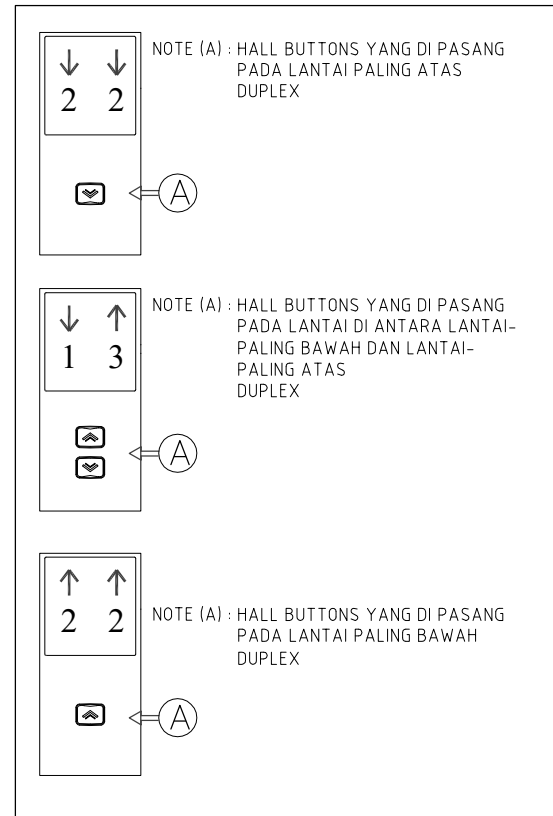 ↓ ↓
2 2
NOTE (A) : HALL BUTTONS YANG DI PASANG
PADA LANTAI PALING ATAS
DUPLEX
A
↓ ↑
1 3
NOTE (A) : HALL BUTTONS YANG DI PASANG
PADA LANTAI DI ANTARA LANTAI-
PALING BAWAH DAN LANTAI-
PALING ATAS
DUPLEX
A
↑ ↑
2 2
NOTE (A) : HALL BUTTONS YANG DI PASANG
PADA LANTAI PALING BAWAH
DUPLEX
A